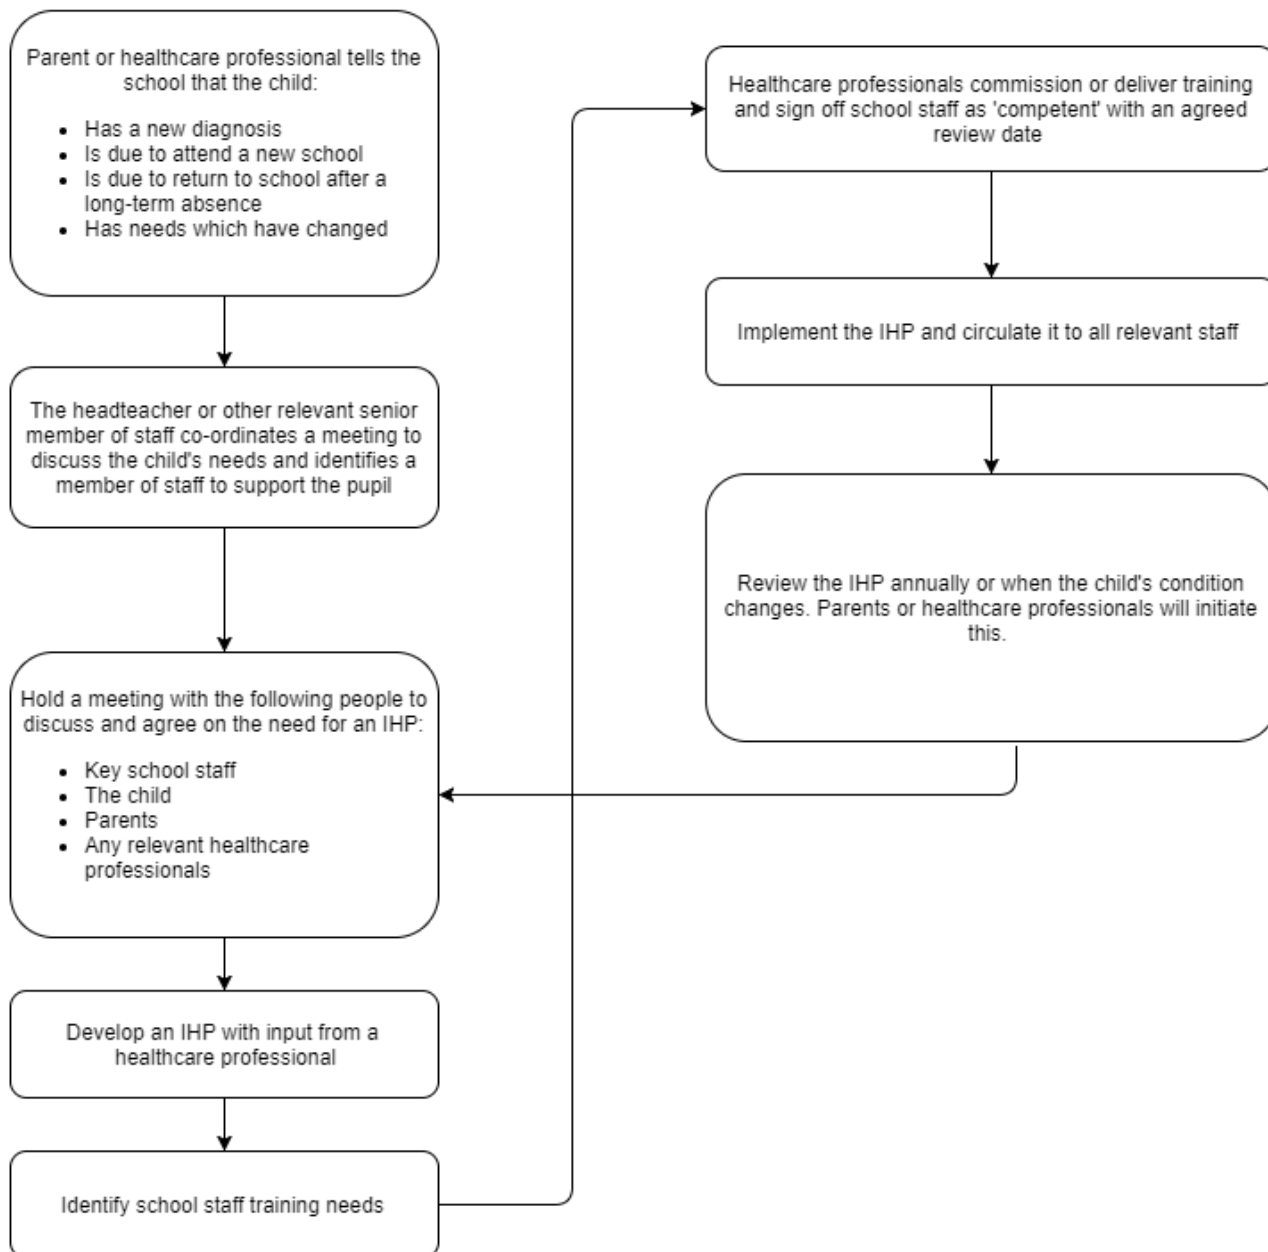 Parent or healthcare professional tells the
school that the child:
• Has a new diagnosis
• Is due to attend a new school
• Is due to return to school after a
long-term absence
• Has needs which have changed
The headteacher or other relevant senior
member of staff co-ordinates a meeting to
discuss the child's needs and identifies a
member of staff to support the pupil
Hold a meeting with the following people to
discuss and agree on the need for an IHP:
• Key school staff
• The child
• Parents
• Any relevant healthcare
professionals
Develop an IHP with input from a
healthcare professional
Identify school staff training needs
Healthcare professionals commission or deliver training
and sign off school staff as 'competent' with an agreed
review date
Implement the IHP and circulate it to all relevant staff
Review the IHP annually or when the child's condition
changes. Parents or healthcare professionals will initiate
this.